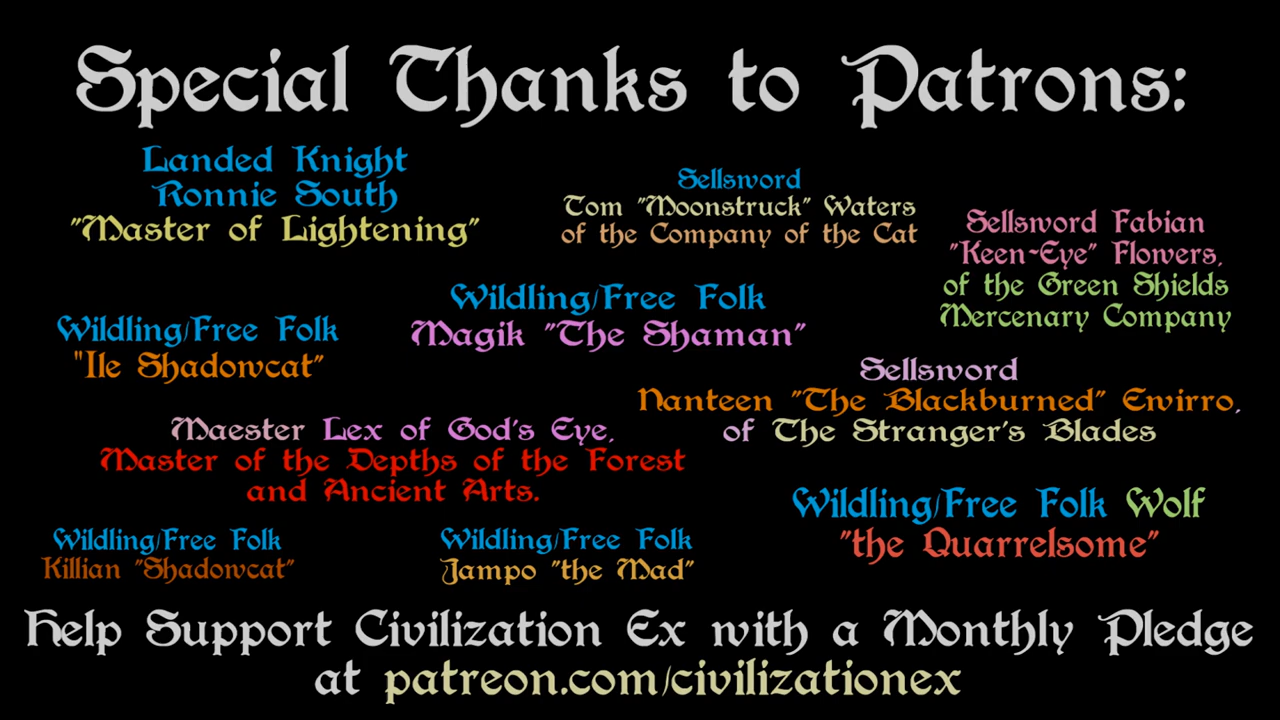 Special Thanks to Patrons:
Landed Knight
Ronnie South
"Master of Lightening"
Sellsword
Tom "Moonstruck" Waters
of the Company of the Cat
Sellsword Fabian
"Keen-Eye" Flowers,
of the Green Shields
Mercenary Company
Wildling/Free Folk
"Ile Shadowcat"
Wildling/Free Folk
Magik "The Shaman"
Sellsword
Nanteen "The Blackburned" Ewirro,
of The Stranger's Blades
Maester Lex of God's Eye,
Master of the Depths of the Forest
and Ancient Arts.
Wildling/Free Folk Wolf
"the Quarrelsome"
Wildling/Free Folk
Killian "Shadowcat"
Wildling/Free Folk
Jampo "the Mad"
Help Support Civilization Ex with a Monthly Pledge
at patreon.com/civilizationex